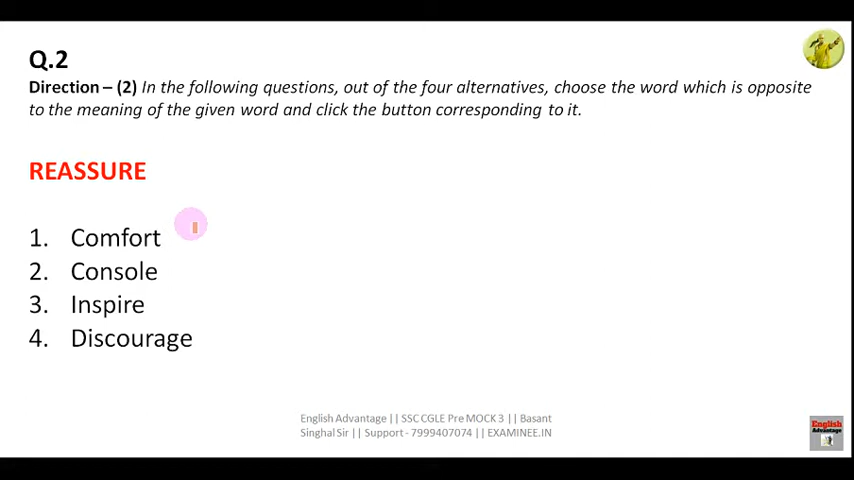 Q.2
Direction – (2) In the following questions, out of the four alternatives, choose the word which is opposite
to the meaning of the given word and click the button corresponding to it.
REASSURE
1. Comfort
2. Console
3. Inspire
4. Discourage
English Advantage || SSC CGLE Pre MOCK 3 || Basant
Singhal Sir || Support - 7999407074 || EXAMINEE.IN
English
Advantage